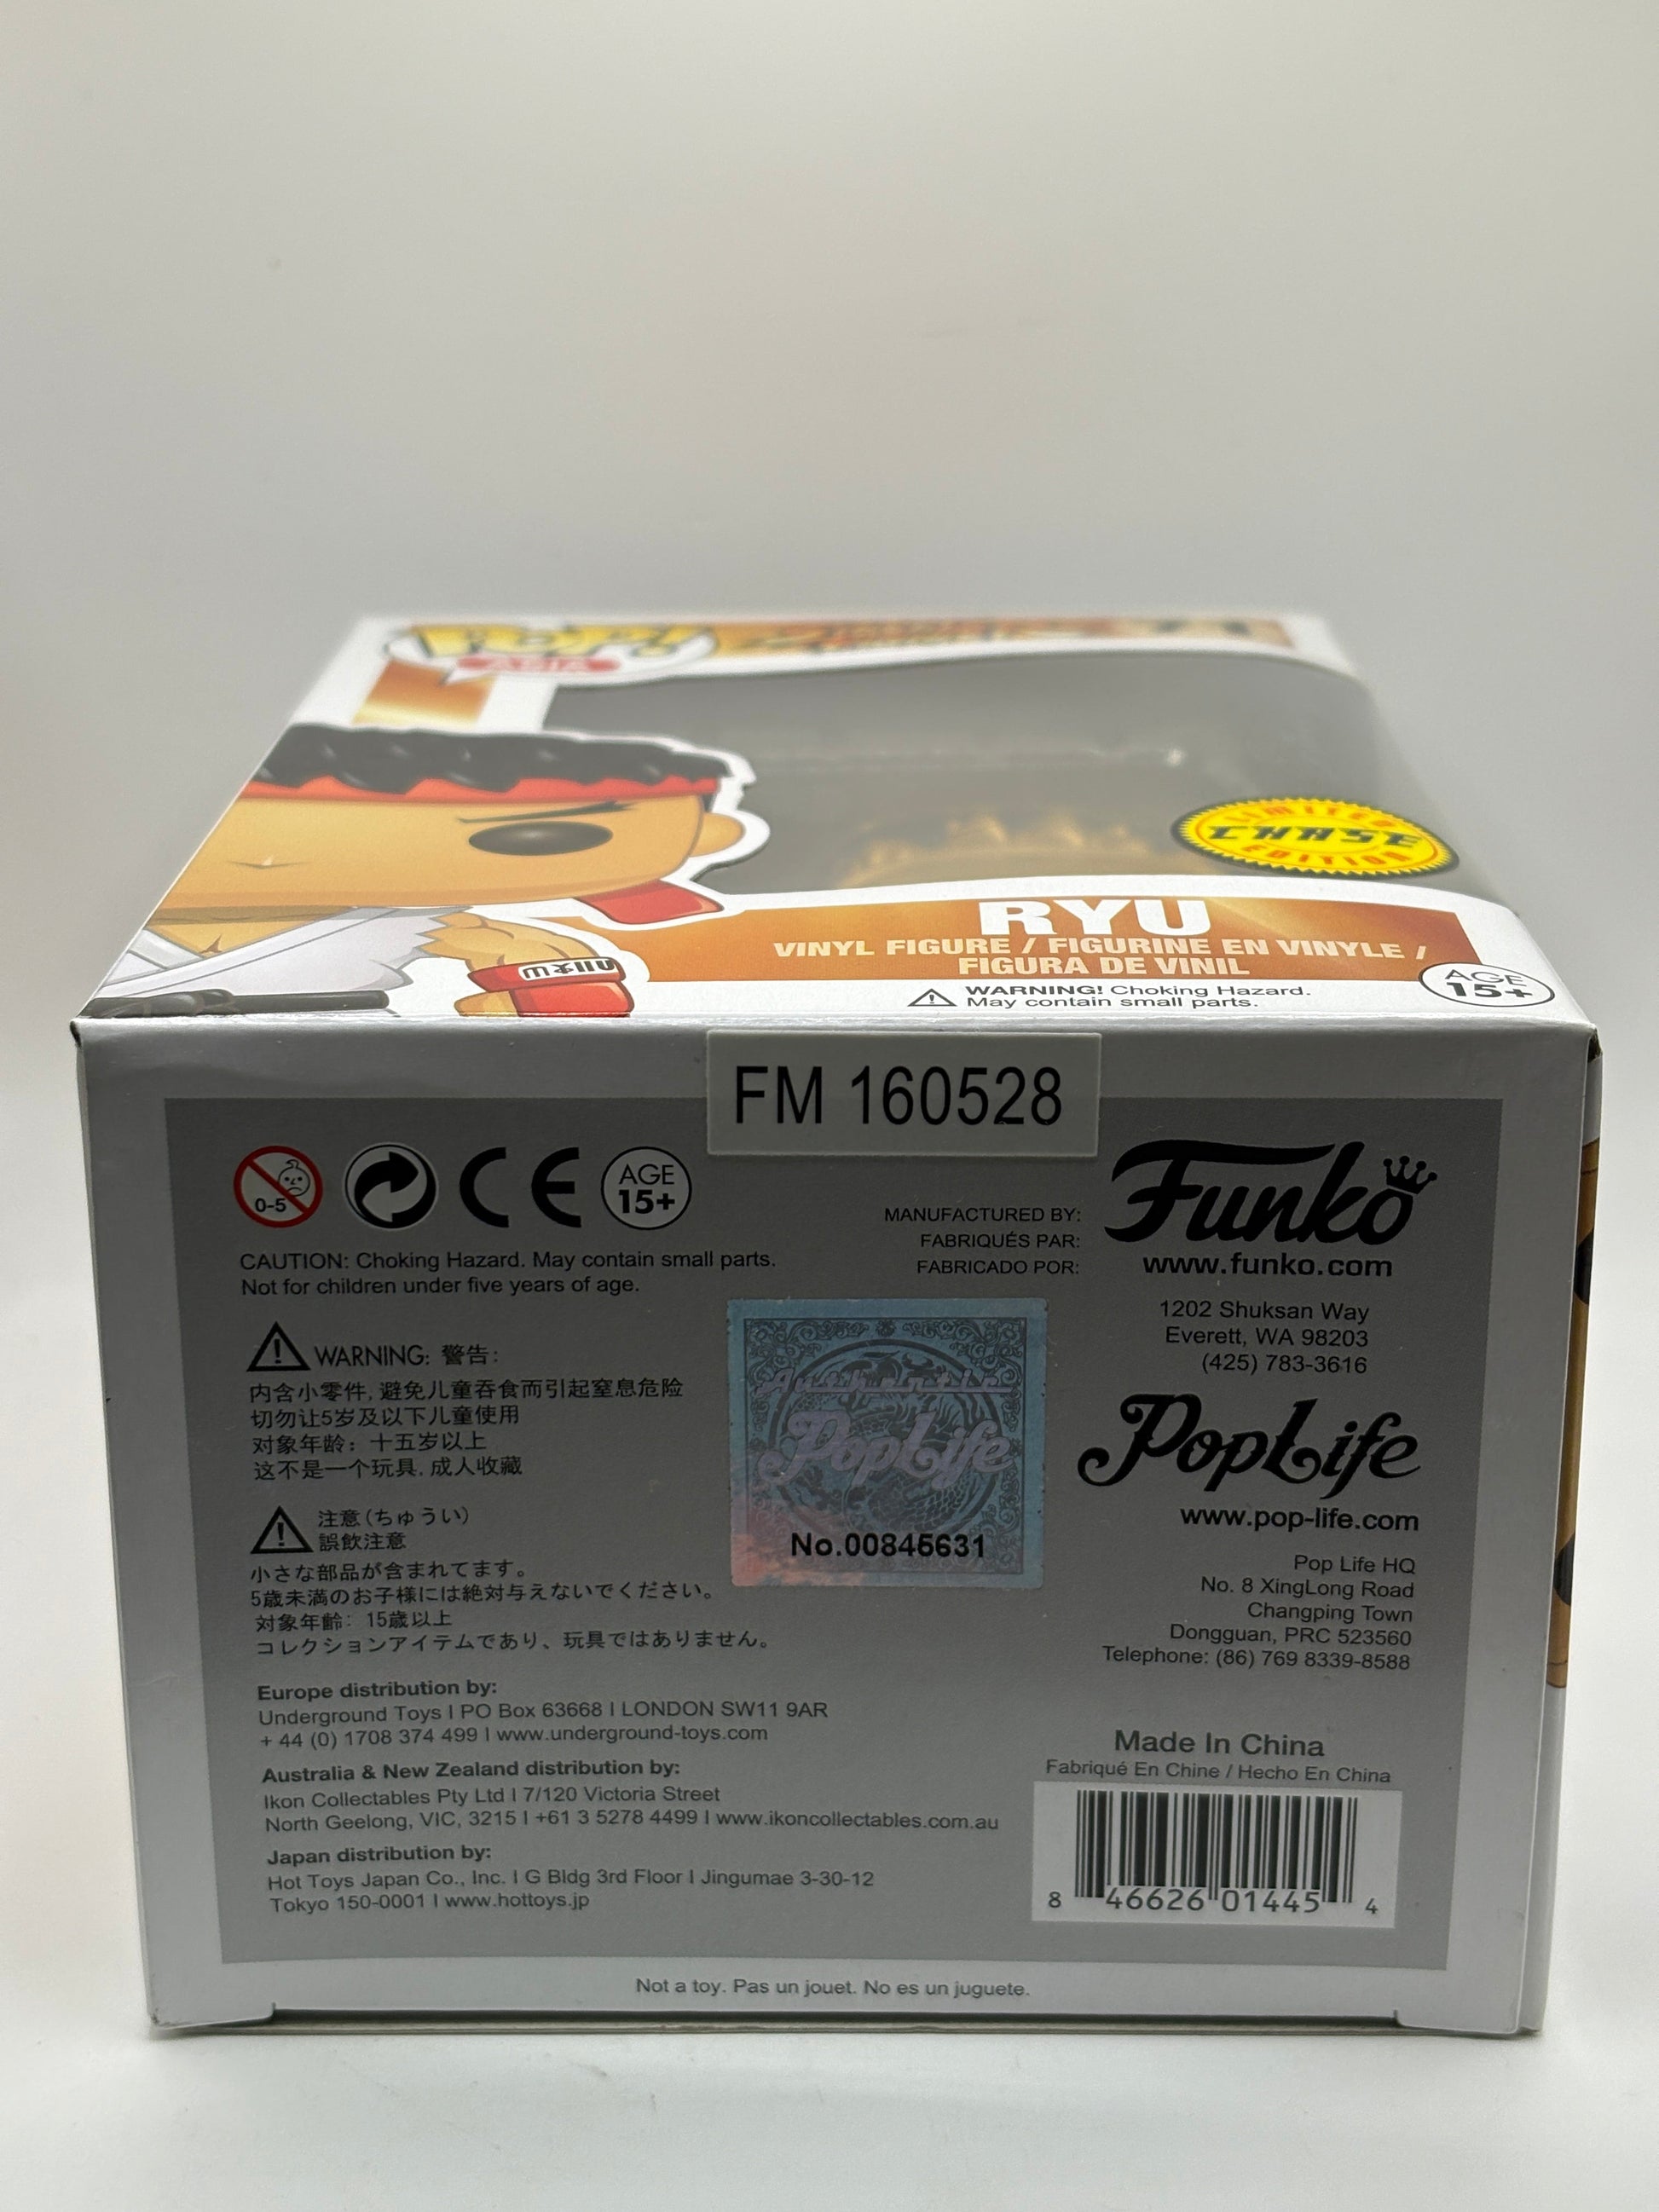 POP!
ASIA
LIMITED
CHASE
EDITION
RYU
VINYL FIGURE / FIGURINE EN VINYLE /
FIGURA DE VINIL
WARNING! Choking Hazard.
May contain small parts.
AGE
15+
FM 160528
0-5
CE
AGE
15+
CAUTION: Choking Hazard. May contain small parts.
Not for children under five years of age.
WARNING: 警告:
内含小零件, 避免儿童吞食而引起窒息危险
切勿让5岁及以下儿童使用
对象年龄: 十五岁以上
这不是一个玩具, 成人收藏
注意(ちゅうい)
誤飲注意
小さな部品が含まれてます。
5歳未満のお子様には絶対与えないでください。
対象年齢: 15歳以上
コレクションアイテムであり、玩具ではありません。
Europe distribution by:
Underground Toys | PO Box 63668 | LONDON SW11 9AR
+ 44 (0) 1708 374 499 | www.underground-toys.com
Australia & New Zealand distribution by:
Ikon Collectables Pty Ltd | 7/120 Victoria Street
North Geelong, VIC, 3215 | +61 3 5278 4499 | www.ikoncollectables.com.au
Japan distribution by:
Hot Toys Japan Co., Inc. | G Bldg 3rd Floor | Jingumae 3-30-12
Tokyo 150-0001 | www.hottoys.jp
Authentic
PopLife
No.00845631
MANUFACTURED BY:
FABRIQUÉS PAR:
FABRICADO POR:
Funko
www.funko.com
1202 Shuksan Way
Everett, WA 98203
(425) 783-3616
PopLife
www.pop-life.com
Pop Life HQ
No. 8 XingLong Road
Changping Town
Dongguan, PRC 523560
Telephone: (86) 769 8339-8588
Made In China
Fabriqué En Chine / Hecho En China
8 46626 01445 4
Not a toy. Pas un jouet. No es un juguete.